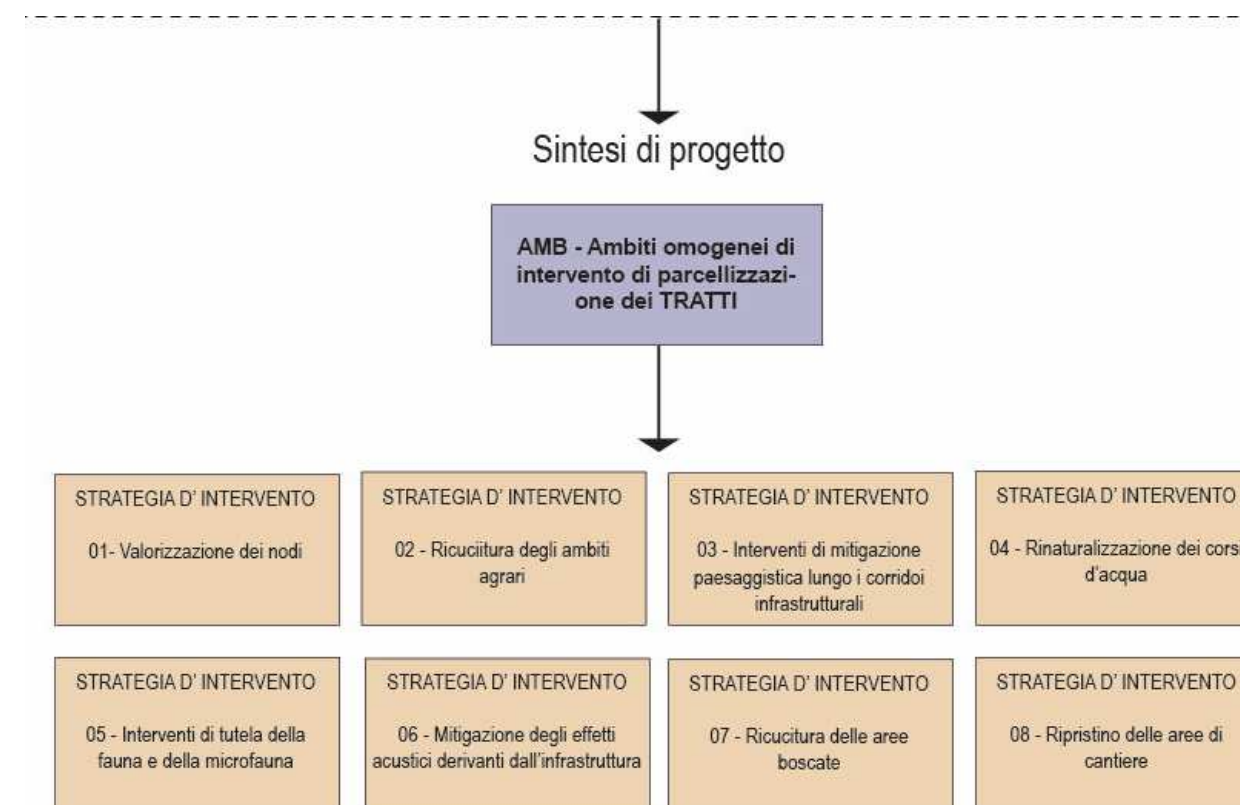 Sintesi di progetto
AMB - Ambiti omogenei di
intervento di parcellizzazi-
one dei TRATTI
STRATEGIA D' INTERVENTO
01- Valorizzazione dei nodi
STRATEGIA D' INTERVENTO
02 - Ricuciitura degli ambiti
agrari
STRATEGIA D' INTERVENTO
03 - Interventi di mitigazione
paesaggistica lungo i corridoi
infrastrutturali
STRATEGIA D' INTERVENTO
04 - Rinaturalizzazione dei corsi
d'acqua
STRATEGIA D' INTERVENTO
05 - Interventi di tutela della
fauna e della microfauna
STRATEGIA D' INTERVENTO
06 - Mitigazione degli effetti
acustici derivanti dall'infrastruttura
STRATEGIA D' INTERVENTO
07 - Ricucitura delle aree
boscate
STRATEGIA D' INTERVENTO
08 - Ripristino delle aree di
cantiere